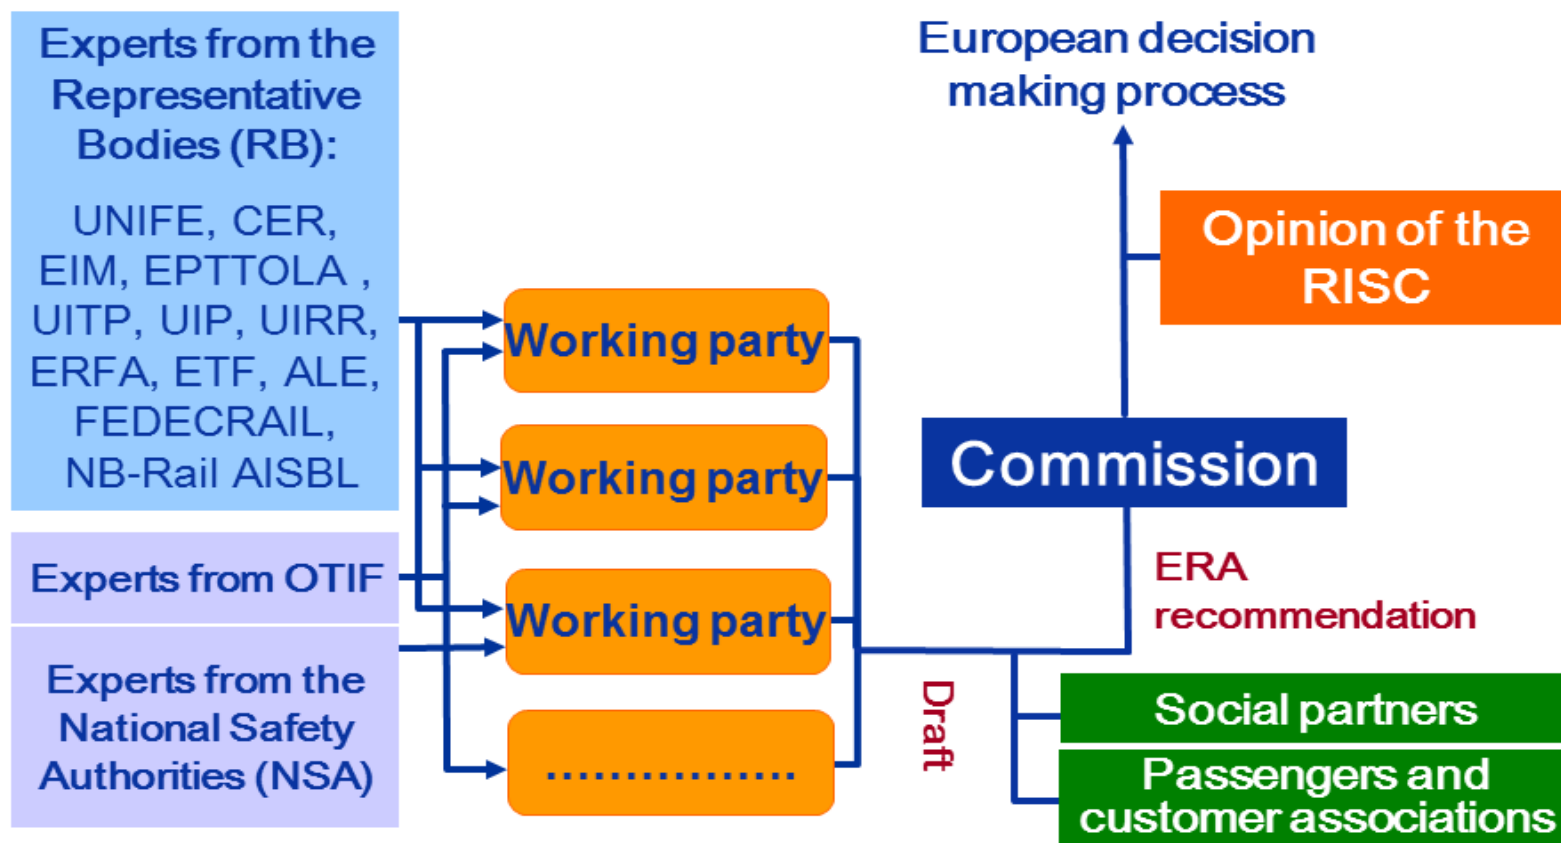 Experts from the
Representative
Bodies (RB):
UNIFE, CER,
EIM, EPTTOLA ,
UITP, UIP, UIRR,
ERFA, ETF, ALE,
FEDECRAIL,
NB-Rail AISBL
Experts from OTIF
Experts from the
National Safety
Authorities (NSA)
Working party
Working party
Working party
................
European decision
making process
Opinion of the
RISC
Commission
ERA
recommendation
Draft
Social partners
Passengers and
customer associations